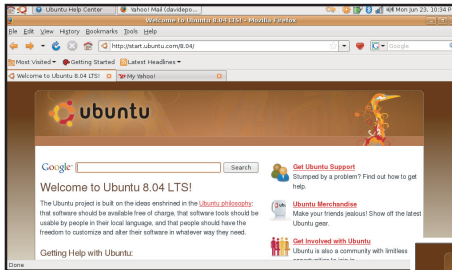 Ubuntu Help Center
Yahoo! Mail (davidepo...
Mon Jun 23, 10:34 P
Welcome to Ubuntu 8.04 LTS! - Mozilla Firefox
File Edit View History Bookmarks Tools Help
http://start.ubuntu.com/8.04/
Google
Most Visited
Getting Started
Latest Headlines
Welcome to Ubuntu 8.04 LTS!
My Yahoo!
ubuntu
Google
Search
Welcome to Ubuntu 8.04 LTS!
The Ubuntu project is built on the ideas enshrined in the Ubuntu philosophy:
that software should be available free of charge, that software tools should be
usable by people in their local language, and that people should have the
freedom to customize and alter their software in whatever way they need.
Getting Help with Ubuntu:
Get Ubuntu Support
Stumped by a problem? Find out how to get
help.
Ubuntu Merchandise
Make your friends jealous! Show off the latest
Ubuntu gear.
Get Involved with Ubuntu
Ubuntu is also a community with limitless
opportunities to join in
Done